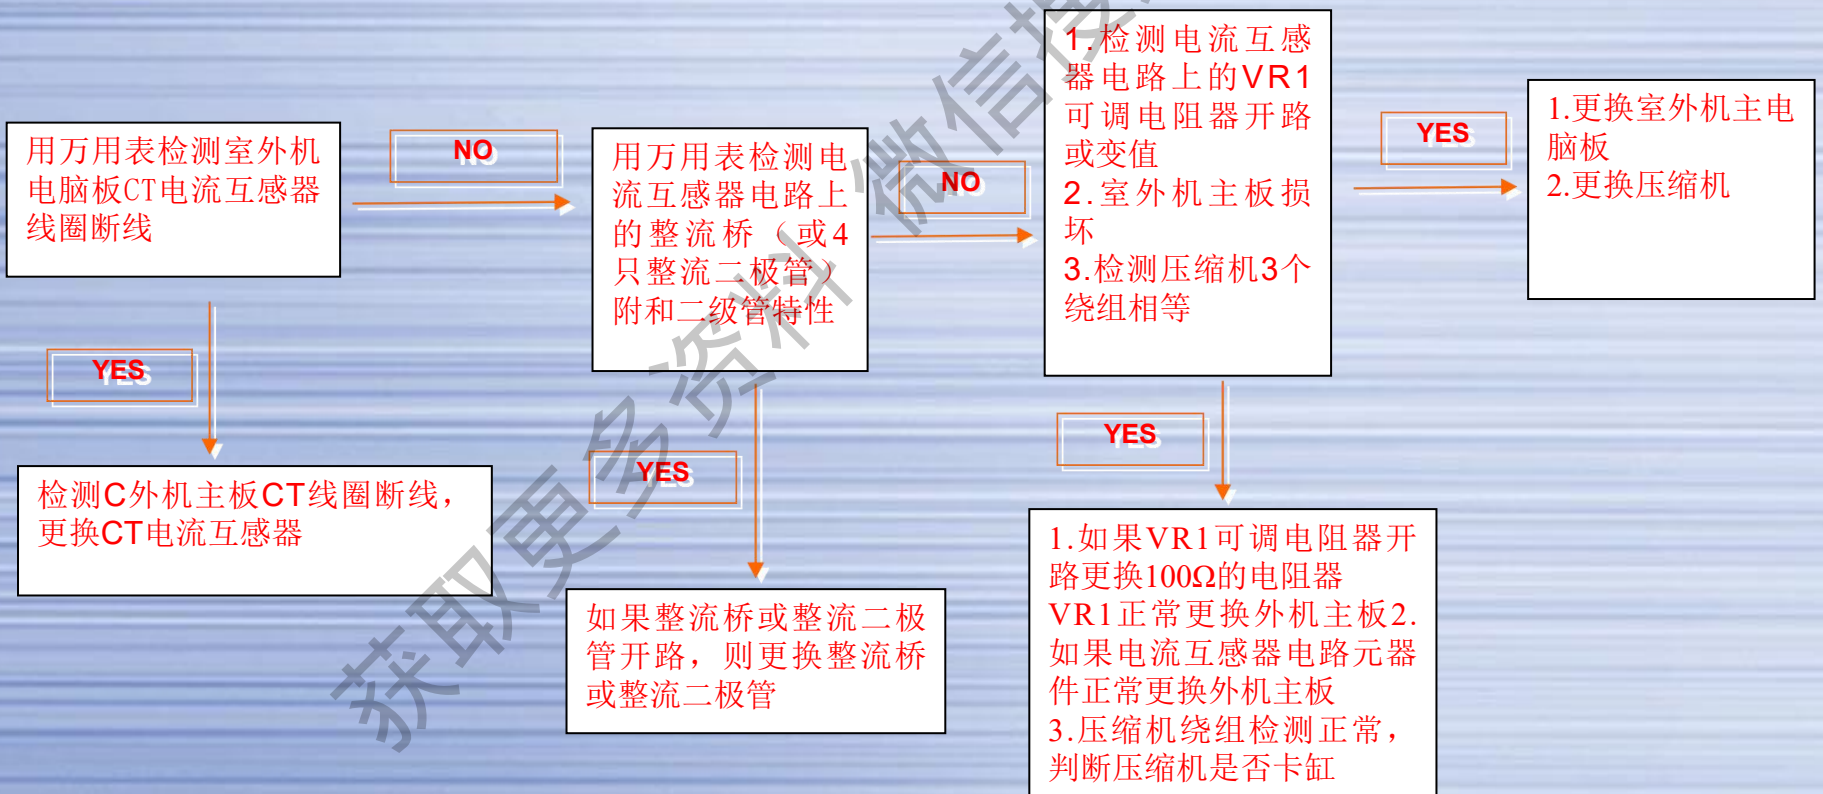 用万用表检测室外机
电脑板CT电流互感器
线圈断线
NO
用万用表检测电
流互感器电路上
的整流桥（或4
只整流二极管）
附和二级管特性
NO
1.检测电流互感
器电路上的VR1
可调电阻器开路
或变值
2.室外机主板损
坏
3.检测压缩机3个
绕组相等
YES
1.更换室外机主电
脑板
2.更换压缩机
YES
检测C外机主板CT线圈断线，
更换CT电流互感器
YES
如果整流桥或整流二极
管开路，则更换整流桥
或整流二极管
YES
1.如果VR1可调电阻器开
路更换100Ω的电阻器
VR1正常更换外机主板2.
如果电流互感器电路元器
件正常更换外机主板
3.压缩机绕组检测正常，
判断压缩机是否卡缸
获取更多资料 微信搜